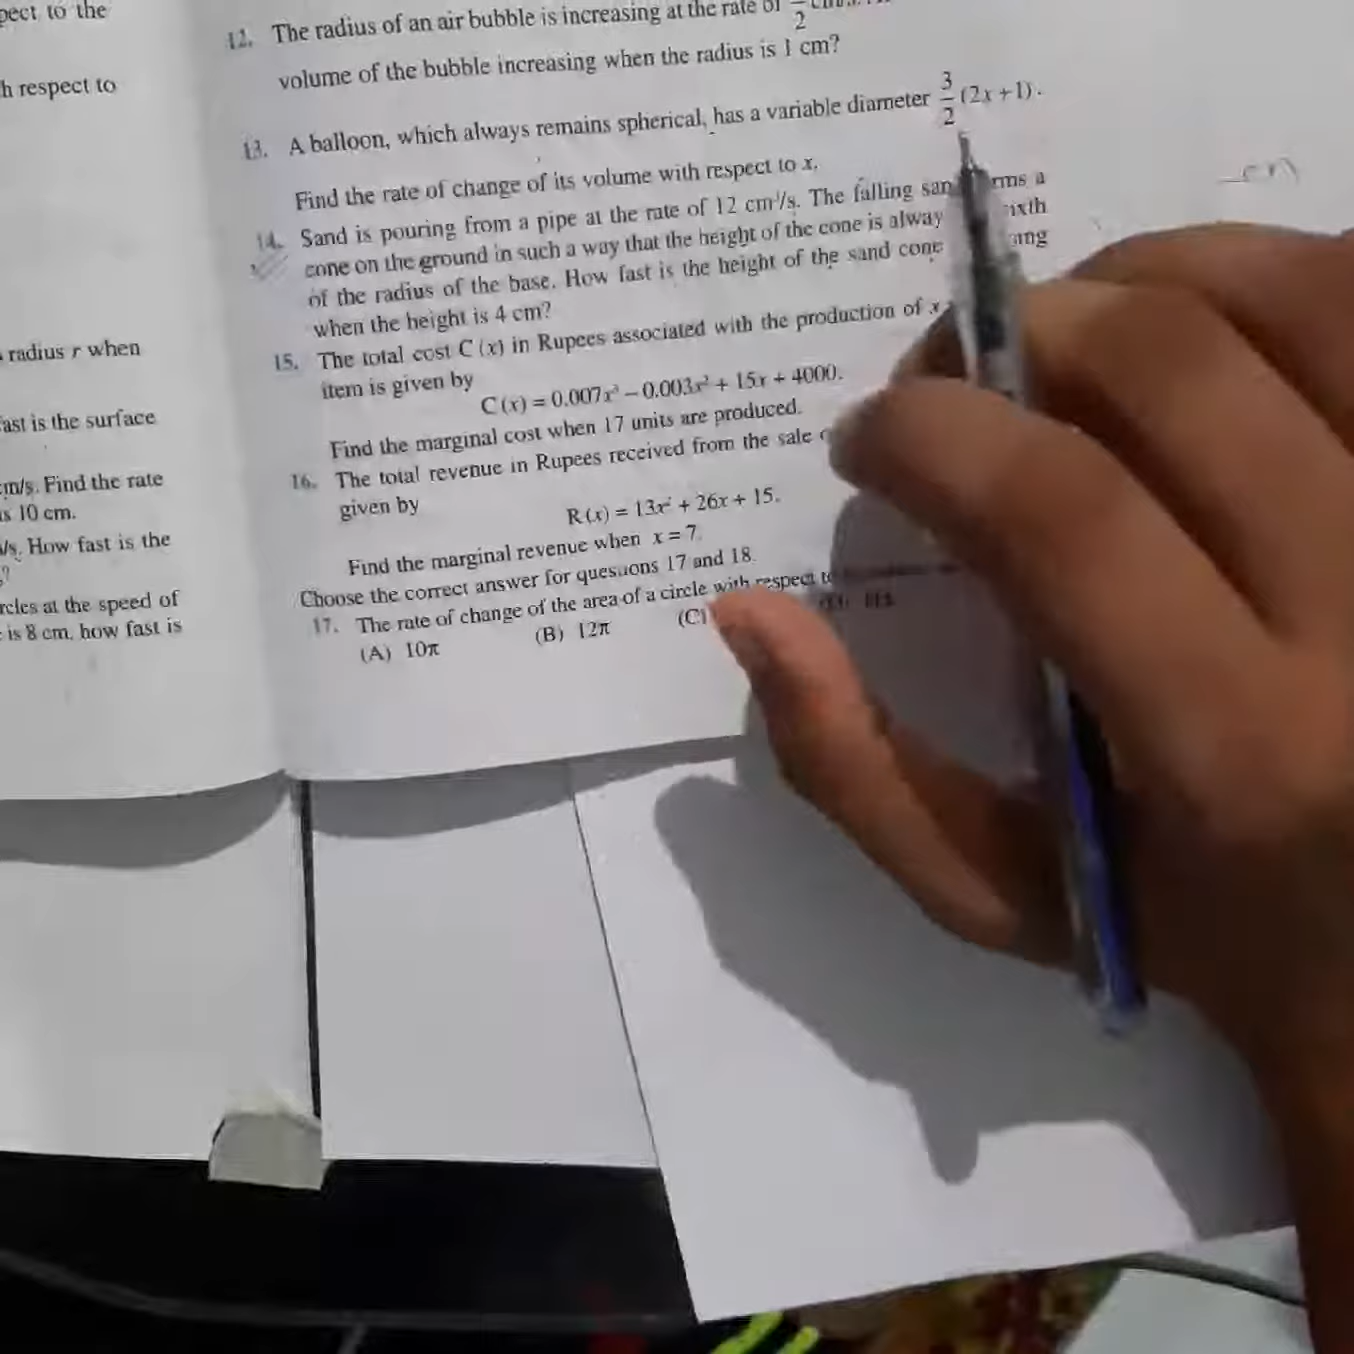 pect to the
h respect to
radius r when
ast is the surface
cm/s. Find the rate
is 10 cm.
/s. How fast is the
?
rcles at the speed of
is 8 cm, how fast is
12. The radius of an air bubble is increasing at the rate of
volume of the bubble increasing when the radius is 1 cm?
13. A balloon, which always remains spherical, has a variable diameter 3/2 (2x + 1).
Find the rate of change of its volume with respect to x.
14. Sand is pouring from a pipe at the rate of 12 cm³/s. The falling san rms a
cone on the ground in such a way that the height of the cone is alway ixth
of the radius of the base. How fast is the height of the sand cone ing
when the height is 4 cm?
15. The total cost C (x) in Rupees associated with the production of x
item is given by
C (x) = 0.007x³ – 0.003x² + 15x + 4000.
Find the marginal cost when 17 units are produced.
16. The total revenue in Rupees received from the sale
given by
R (x) = 13x² + 26x + 15.
Find the marginal revenue when x = 7.
Choose the correct answer for questions 17 and 18.
17. The rate of change of the area of a circle with respect to
(A) 10π (B) 12π (C)